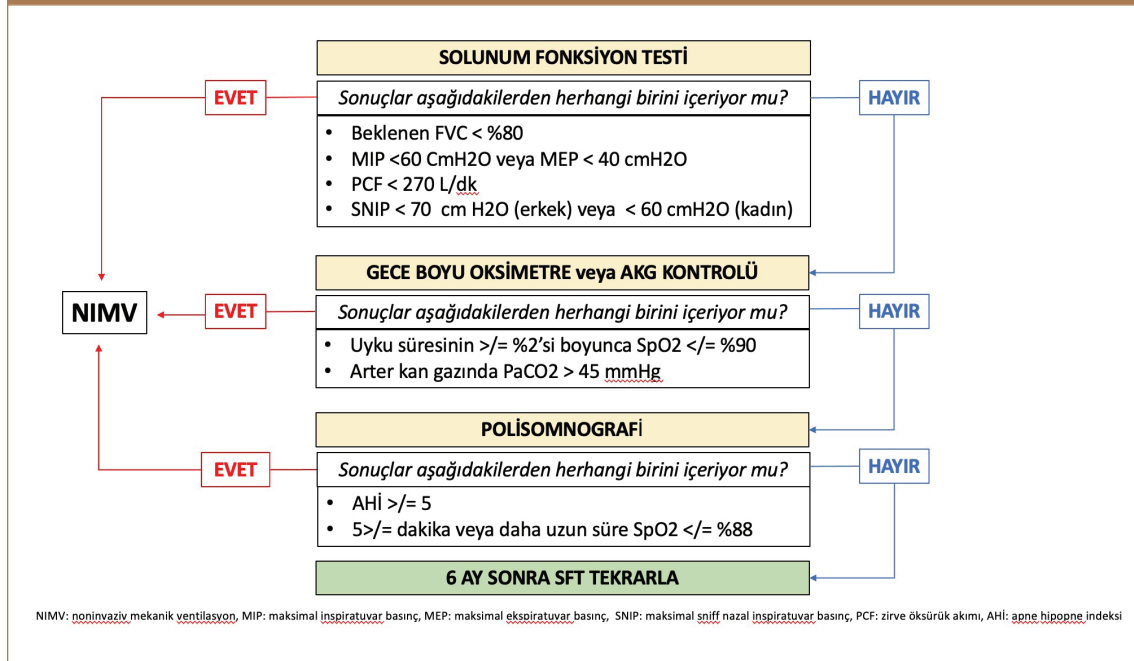 SOLUNUM FONKSİYON TESTİ
EVET
Sonuçlar aşağıdakilerden herhangi birini içeriyor mu?
HAYIR
• Beklenen FVC < %80
• MIP <60 CmH2O veya MEP < 40 cmH2O
• PCF < 270 L/dk
• SNIP < 70 cm H2O (erkek) veya < 60 cmH2O (kadın)
GECE BOYU OKSİMETRE veya AKG KONTROLÜ
NIMV
EVET
Sonuçlar aşağıdakilerden herhangi birini içeriyor mu?
HAYIR
• Uyku süresinin >/= %2’si boyunca SpO2 </= %90
• Arter kan gazında PaCO2 > 45 mmHg
POLİSOMNOGRAFİ
EVET
Sonuçlar aşağıdakilerden herhangi birini içeriyor mu?
HAYIR
• AHİ >/= 5
• 5>/= dakika veya daha uzun süre SpO2 </= %88
6 AY SONRA SFT TEKRARLA
NIMV: noninvaziv mekanik ventilasyon, MIP: maksimal inspiratuvar basınç, MEP: maksimal ekspiratuvar basınç, SNIP: maksimal sniff nazal inspiratuvar basınç, PCF: zirve öksürük akımı, AHİ: apne hipopne indeksi